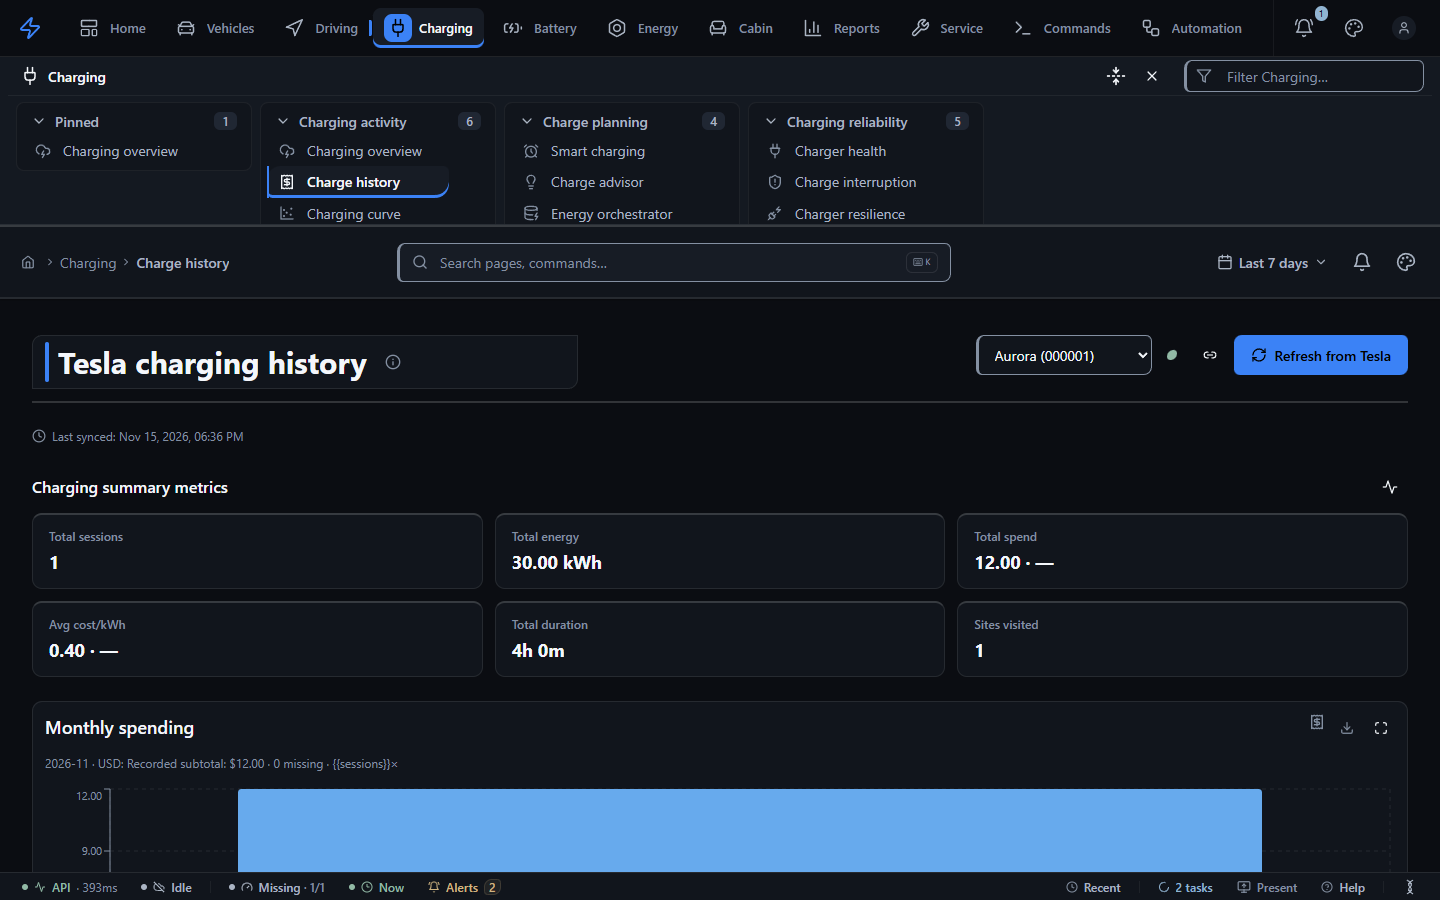 Home
Vehicles
Driving
Charging
Battery
Energy
Cabin
Reports
Service
Commands
Automation
1
Charging
Filter Charging...
Pinned 1
Charging overview
Charging activity 6
Charging overview
Charge history
Charging curve
Charge planning 4
Smart charging
Charge advisor
Energy orchestrator
Charging reliability 5
Charger health
Charge interruption
Charger resilience
Charging
Charge history
Search pages, commands...
K
Last 7 days
Tesla charging history
Aurora (000001)
Refresh from Tesla
Last synced: Nov 15, 2026, 06:36 PM
Charging summary metrics
Total sessions
1
Total energy
30.00 kWh
Total spend
12.00 · —
Avg cost/kWh
0.40 · —
Total duration
4h 0m
Sites visited
1
Monthly spending
2026-11 · USD: Recorded subtotal: $12.00 · 0 missing · {{sessions}}×
12.00
9.00
API · 393ms
Idle
Missing · 1/1
Now
Alerts 2
Recent
2 tasks
Present
Help